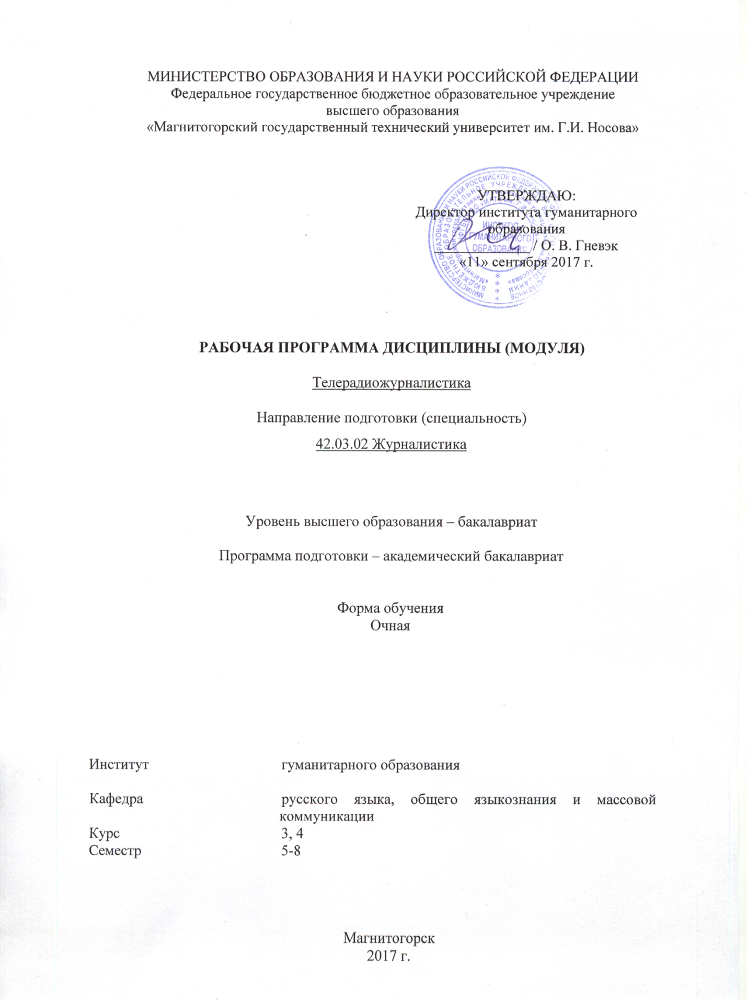 МИНИСТЕРСТВО ОБРАЗОВАНИЯ И НАУКИ РОССИЙСКОЙ ФЕДЕРАЦИИ
Федеральное государственное бюджетное образовательное учреждение
высшего образования
«Магнитогорский государственный технический университет им. Г.И. Носова»
УТВЕРЖДАЮ:
Директор института гуманитарного
образования
/ О. В. Гневэк
«11» сентября 2017 г.
ИНСТИТУТ
ГУМАНИТАРНОГО
ОБРАЗОВАНИЯ
РАБОЧАЯ ПРОГРАММА ДИСЦИПЛИНЫ (МОДУЛЯ)
Телерадиожурналистика
Направление подготовки (специальность)
42.03.02 Журналистика
Уровень высшего образования – бакалавриат
Программа подготовки – академический бакалавриат
Форма обучения
Очная
Институт гуманитарного образования
Кафедра русского языка, общего языкознания и массовой
коммуникации
Курс 3, 4
Семестр 5-8
Магнитогорск
2017 г.